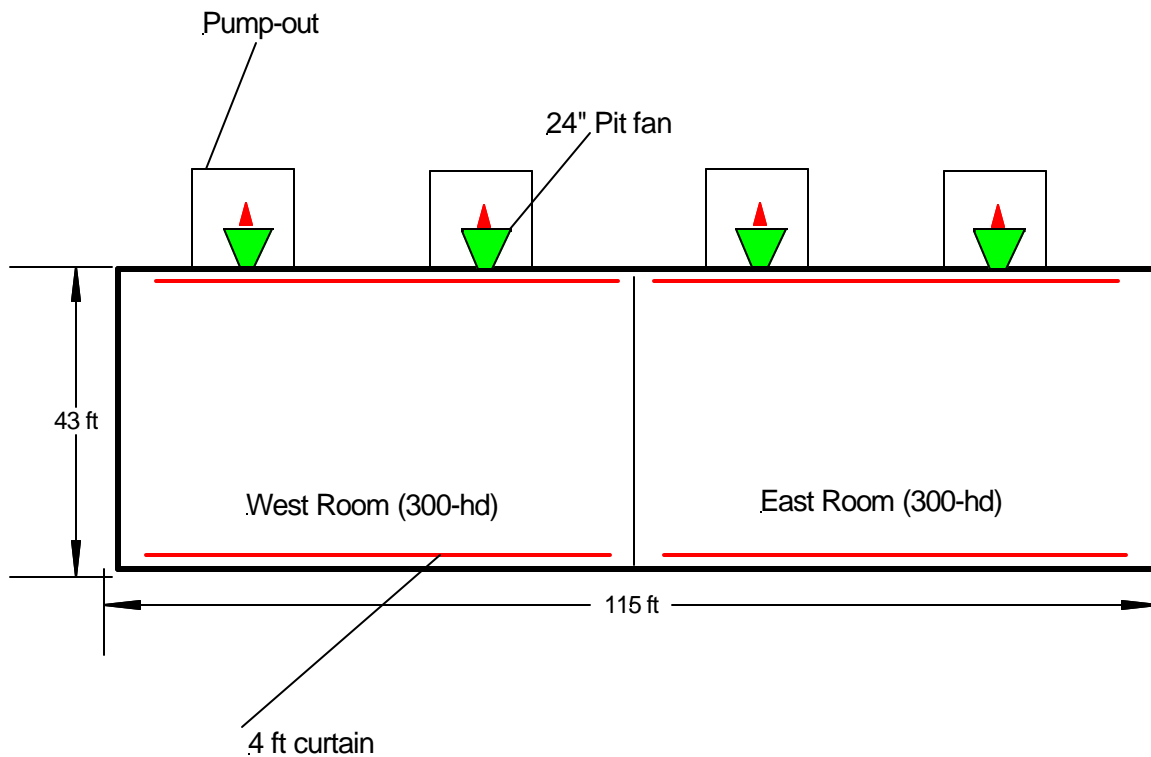 Pump-out
24" Pit fan
43 ft
West Room (300-hd)
East Room (300-hd)
115 ft
4 ft curtain